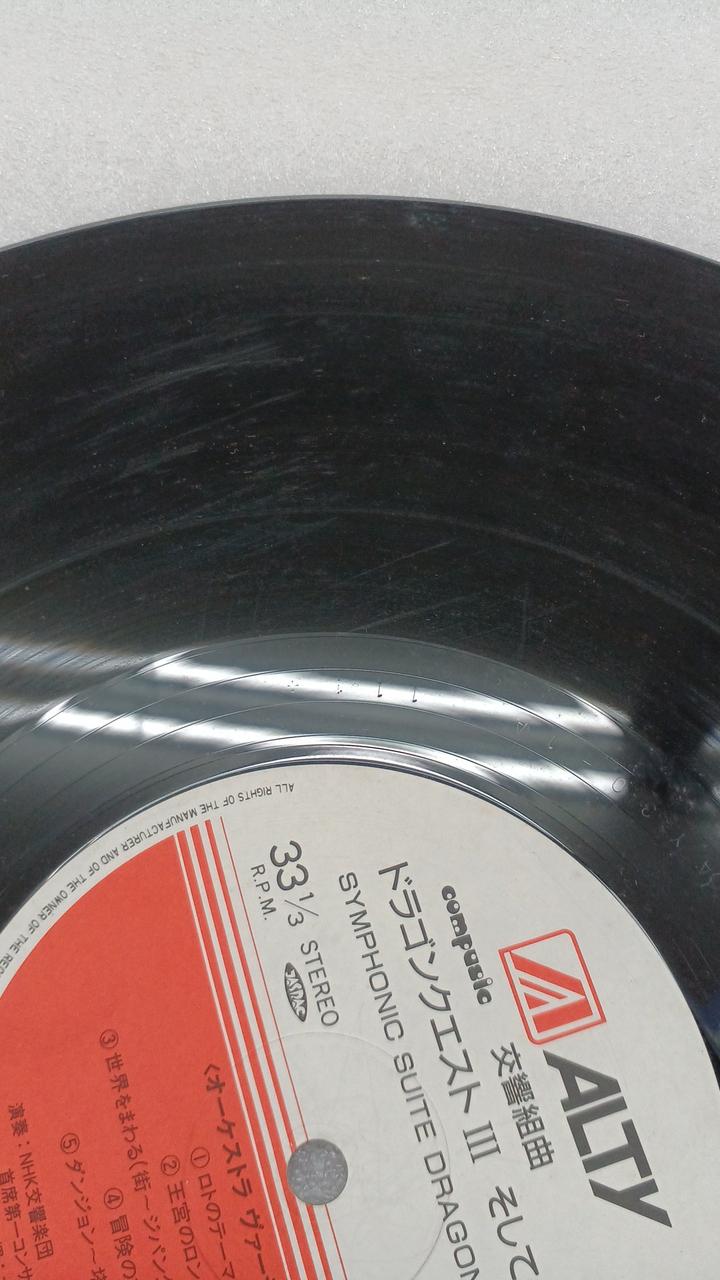 ALTY
compusic
交響組曲
ドラゴンクエスト III そして
SYMPHONIC SUITE DRAGON
33 1/3 STEREO
R.P.M.
JASRAC
〈オーケストラ ヴァー
① ロトのテーマ
② 王宮のロン
③ 世界をまわる(街〜ジパン
④ 冒険の
⑤ ダンジョン〜塔
演奏:NHK交響楽団
首席第一コンサ
ALL RIGHTS OF THE MANUFACTURER AND OF THE OWNER OF THE REC